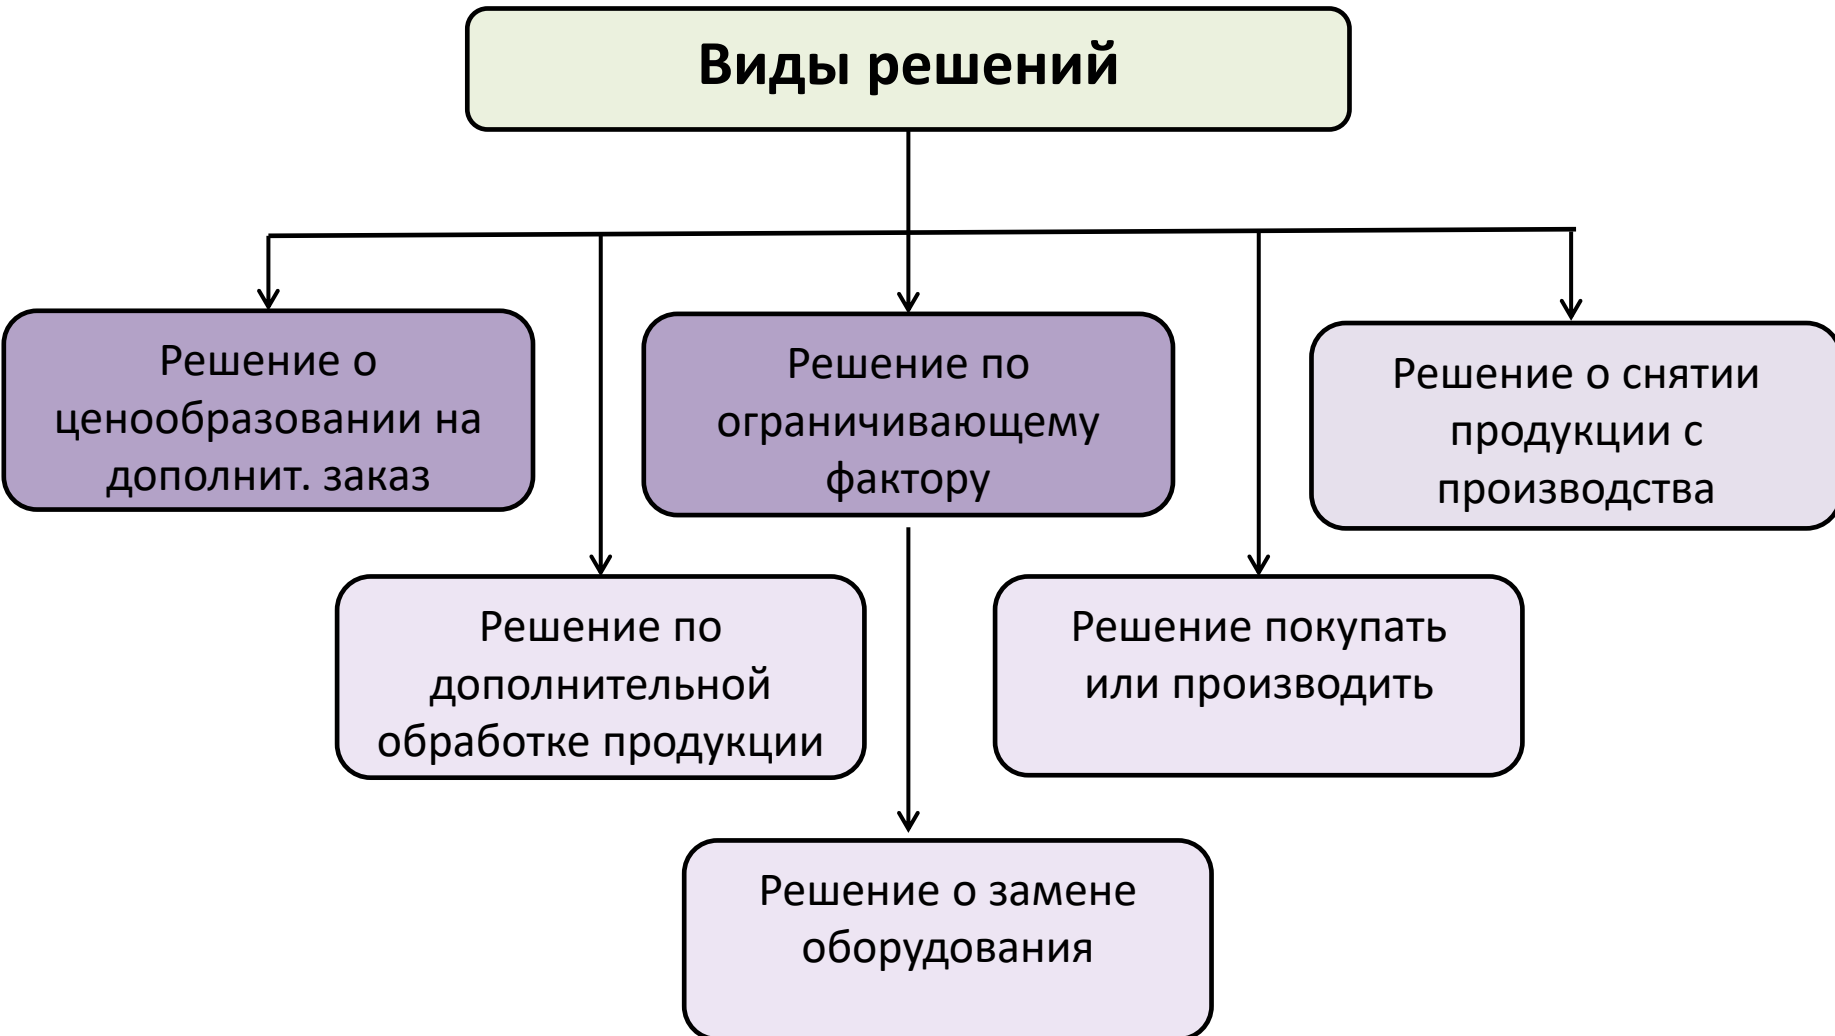 Виды решений
Решение о
ценообразовании на
дополнит. заказ
Решение по
ограничивающему
фактору
Решение о снятии
продукции с
производства
Решение по
дополнительной
обработке продукции
Решение покупать
или производить
Решение о замене
оборудования